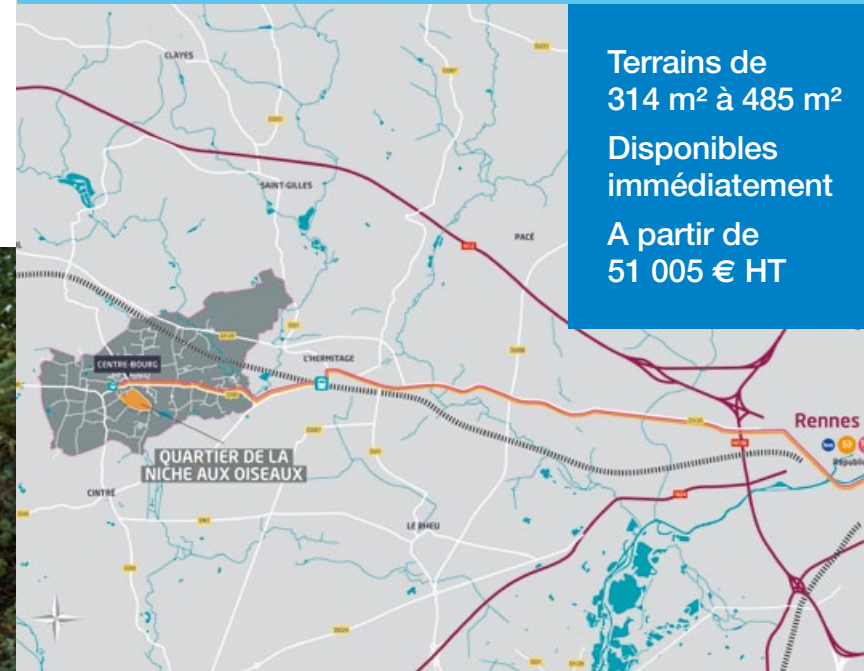 Terrains de
314 m² à 485 m²
Disponibles
immédiatement
A partir de
51 005 € HT
CLAYES
SAINT-GILLES
PACÉ
N12
CENTRE-BOURG
L'HERMITAGE
QUARTIER DE LA
NICHE AUX OISEAUX
Rennes
CINTRÉ
LE RHEU